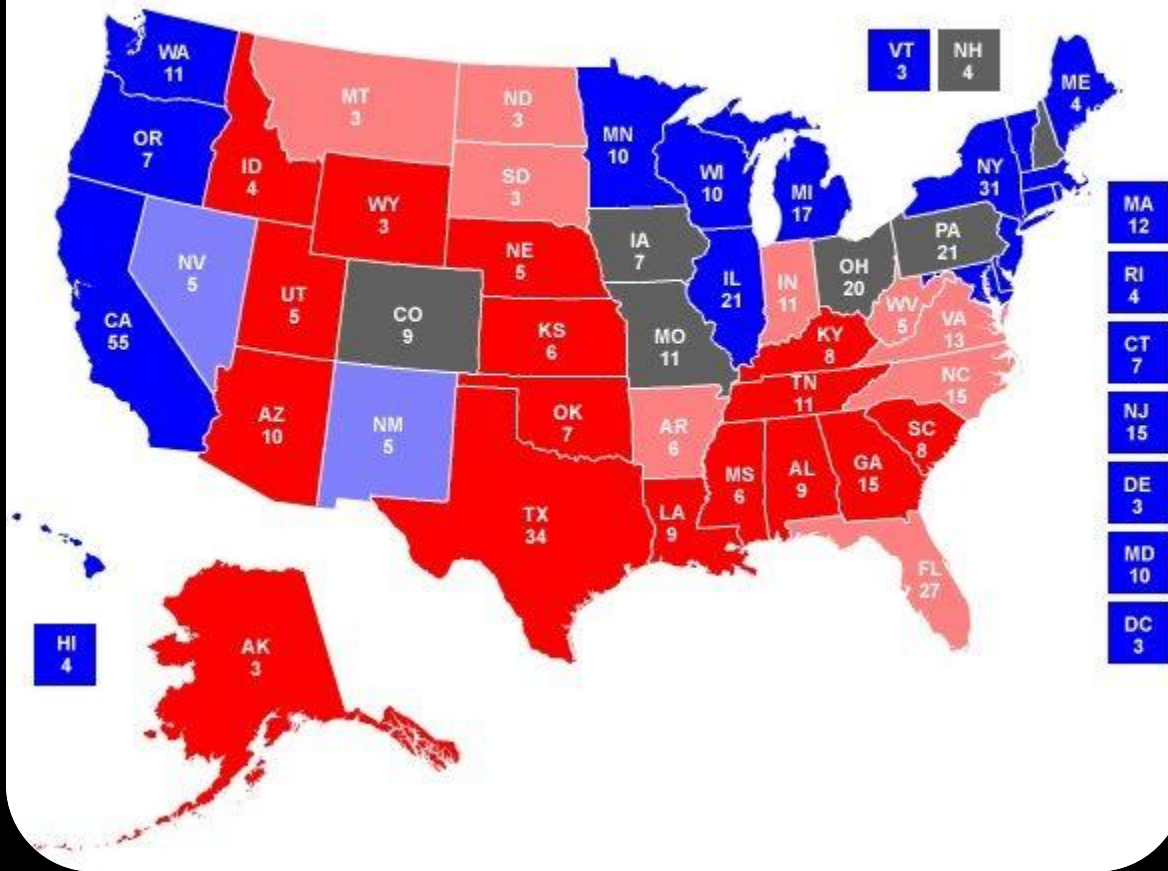 WA
11
OR
7
CA
55
NV
5
ID
4
MT
3
WY
3
UT
5
AZ
10
CO
9
NM
5
ND
3
SD
3
NE
5
KS
6
OK
7
TX
34
MN
10
IA
7
MO
11
AR
6
LA
9
WI
10
IL
21
MI
17
IN
11
OH
20
KY
8
TN
11
MS
6
AL
9
GA
15
FL
27
SC
8
NC
15
VA
13
WV
5
PA
21
NY
31
VT
3
NH
4
ME
4
MA
12
RI
4
CT
7
NJ
15
DE
3
MD
10
DC
3
HI
4
AK
3